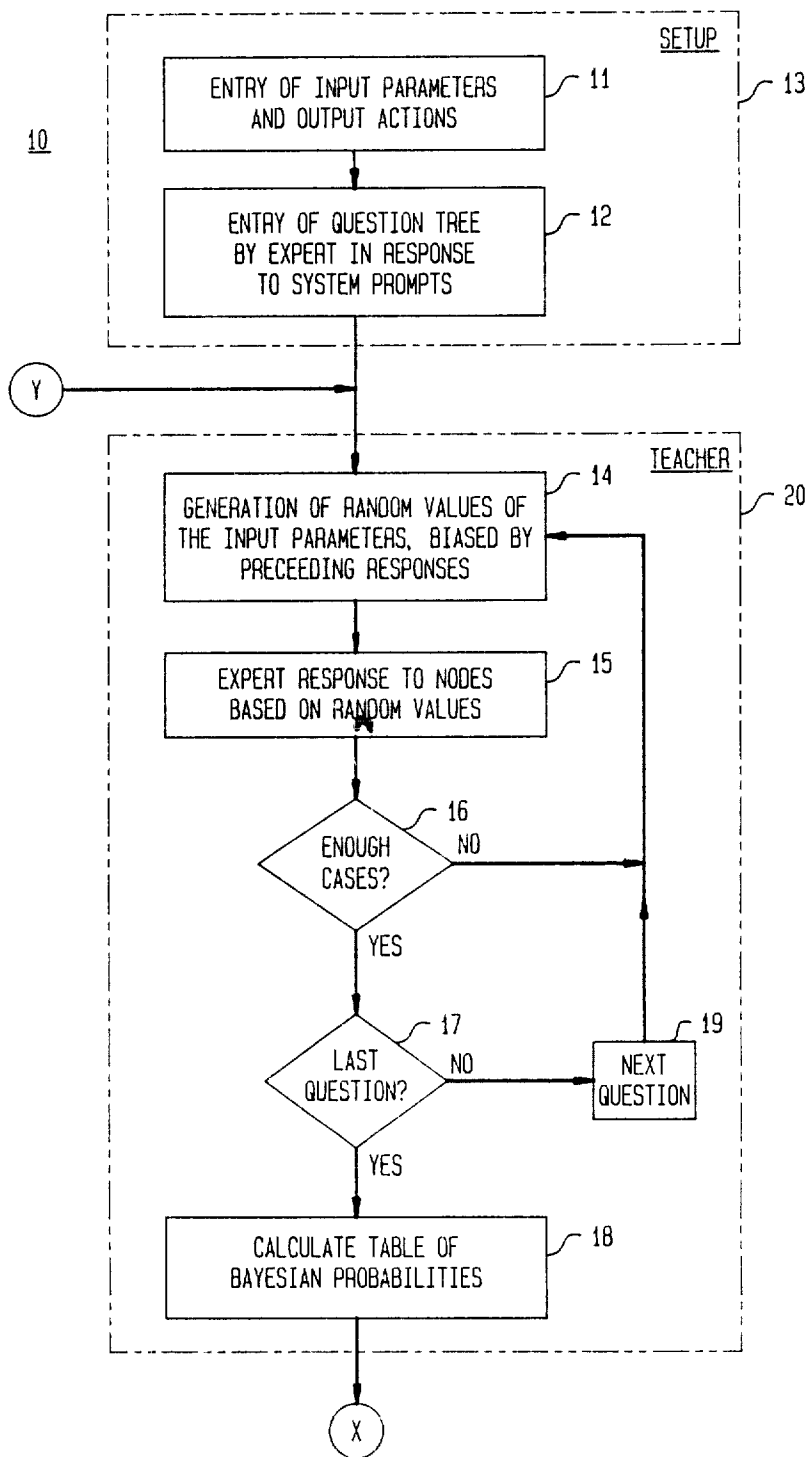 SETUP
11
ENTRY OF INPUT PARAMETERS
AND OUTPUT ACTIONS
13
10
12
ENTRY OF QUESTION TREE
BY EXPERT IN RESPONSE
TO SYSTEM PROMPTS
Y
TEACHER
14
20
GENERATION OF RANDOM VALUES OF
THE INPUT PARAMETERS, BIASED BY
PRECEEDING RESPONSES
15
EXPERT RESPONSE TO NODES
BASED ON RANDOM VALUES
16
ENOUGH
CASES?
NO
YES
17
LAST
QUESTION?
NO
19
NEXT
QUESTION
YES
18
CALCULATE TABLE OF
BAYESIAN PROBABILITIES
X